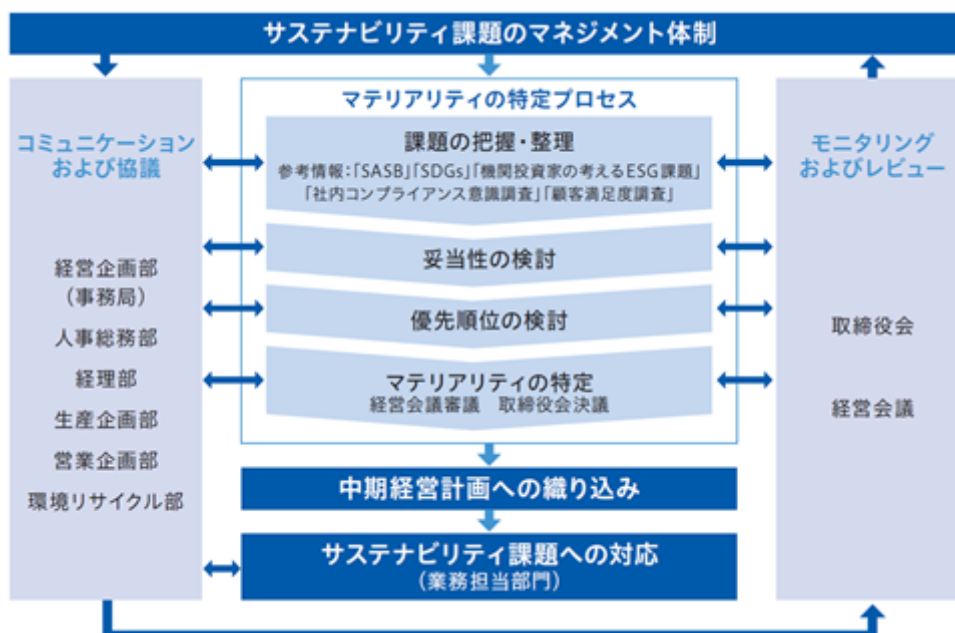 サステナビリティ課題のマネジメント体制
コミュニケーション
および協議
経営企画部
（事務局）
人事総務部
経理部
生産企画部
営業企画部
環境リサイクル部
マテリアリティの特定プロセス
課題の把握・整理
参考情報：「SASB」「SDGs」「機関投資家の考えるESG課題」
「社内コンプライアンス意識調査」「顧客満足度調査」
妥当性の検討
優先順位の検討
マテリアリティの特定
経営会議審議　取締役会決議
中期経営計画への織り込み
サステナビリティ課題への対応
（業務担当部門）
モニタリング
およびレビュー
取締役会
経営会議